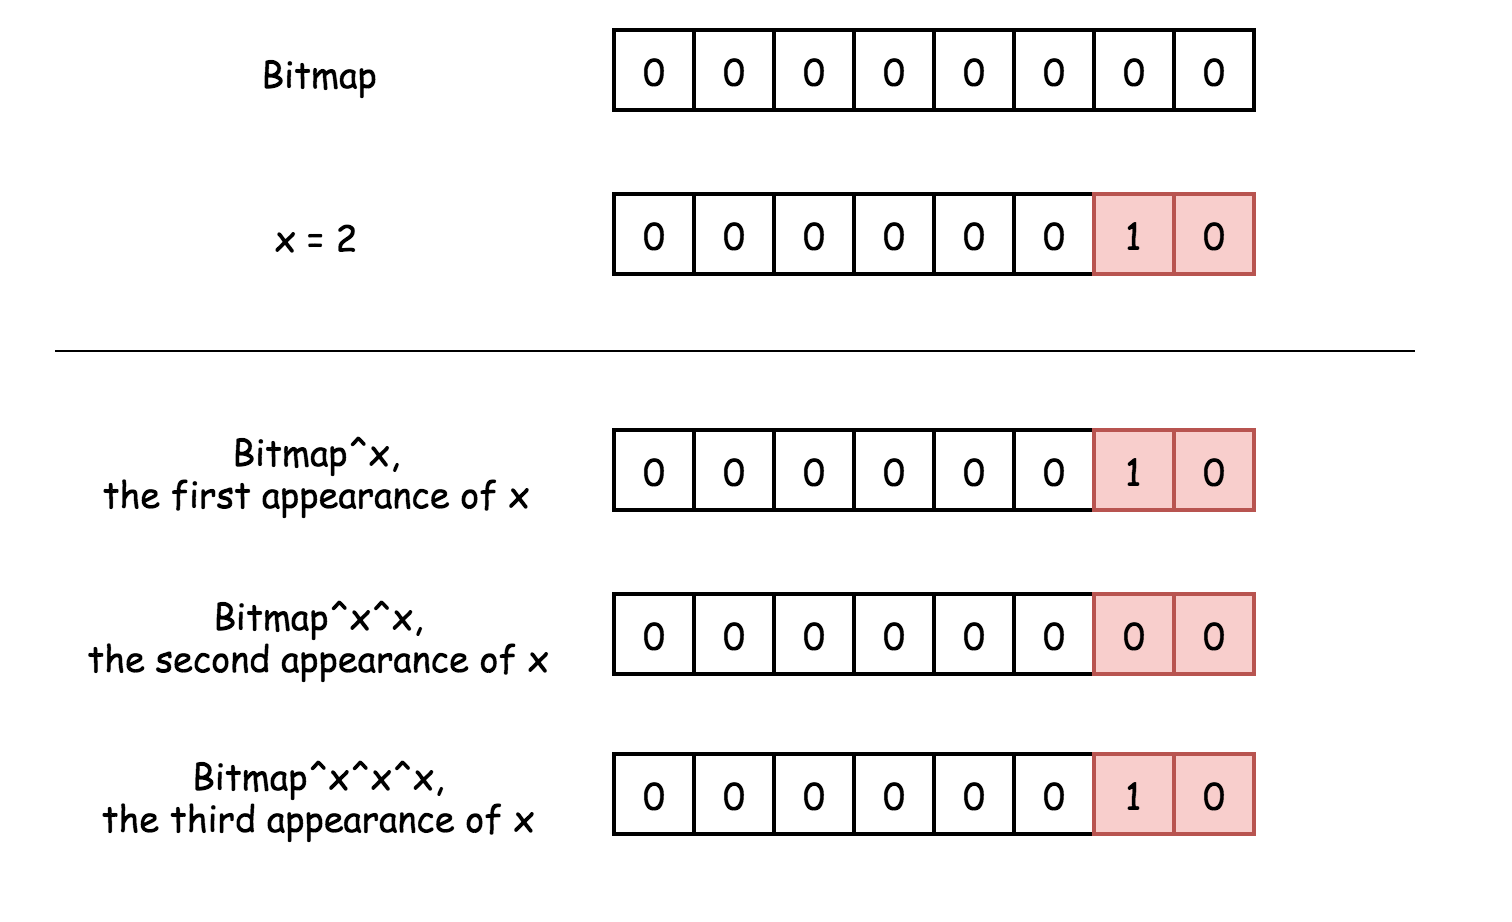 Bitmap 0 0 0 0 0 0 0 0
x = 2 0 0 0 0 0 0 1 0
Bitmap^x,
the first appearance of x 0 0 0 0 0 0 1 0
Bitmap^x^x,
the second appearance of x 0 0 0 0 0 0 0 0
Bitmap^x^x^x,
the third appearance of x 0 0 0 0 0 0 1 0